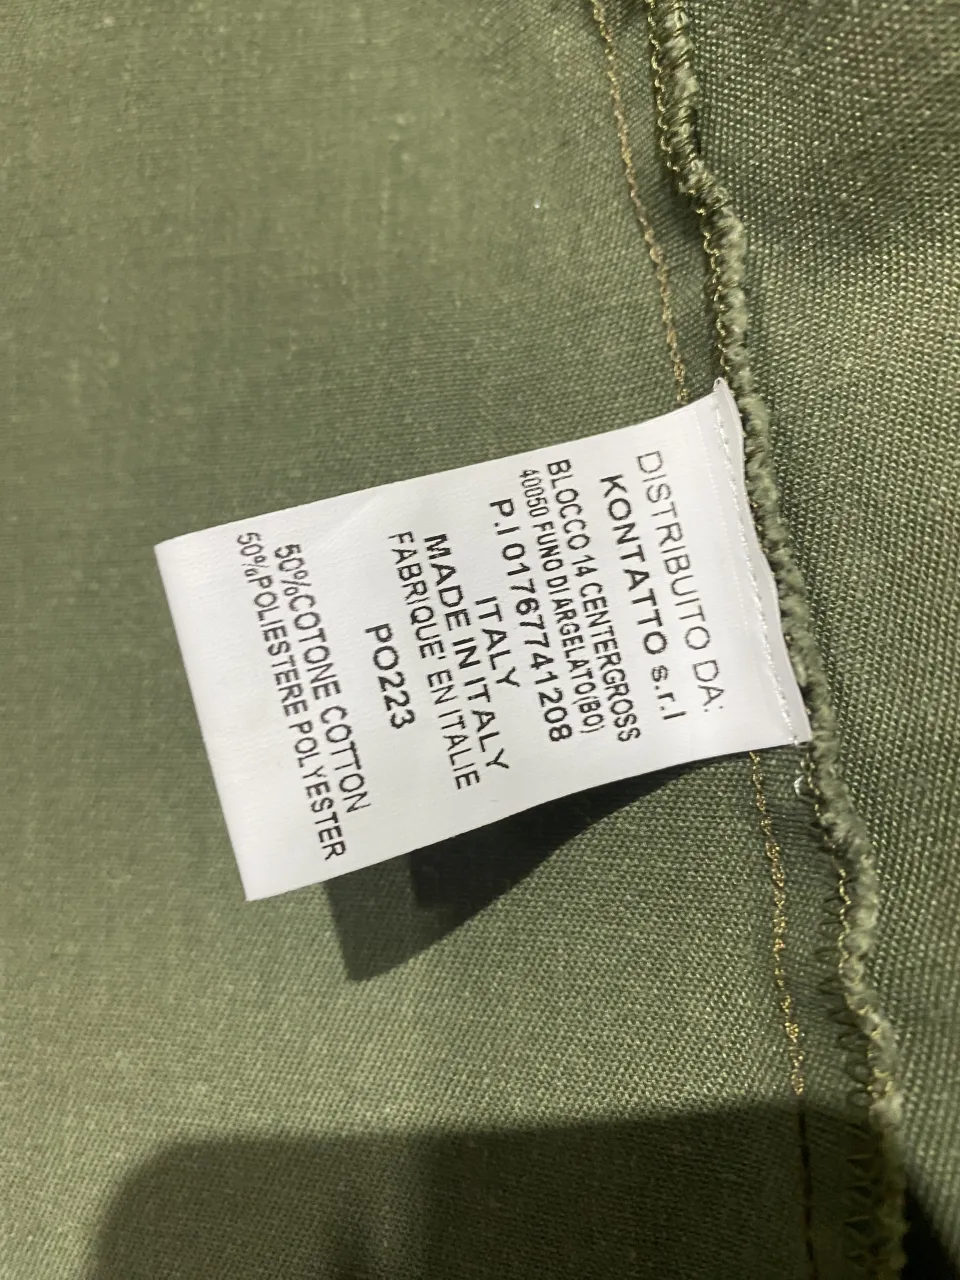 DISTRIBUITO DA:
KONTATTO s.r.l
BLOCCO 14 CENTERGROSS
40050 FUNO DI ARGELATO(BO)
P.I 01767741208
ITALY
MADE IN ITALY
FABRIQUE' EN ITALIE
PO223
50%COTONE COTTON
50%POLIESTERE POLYESTER